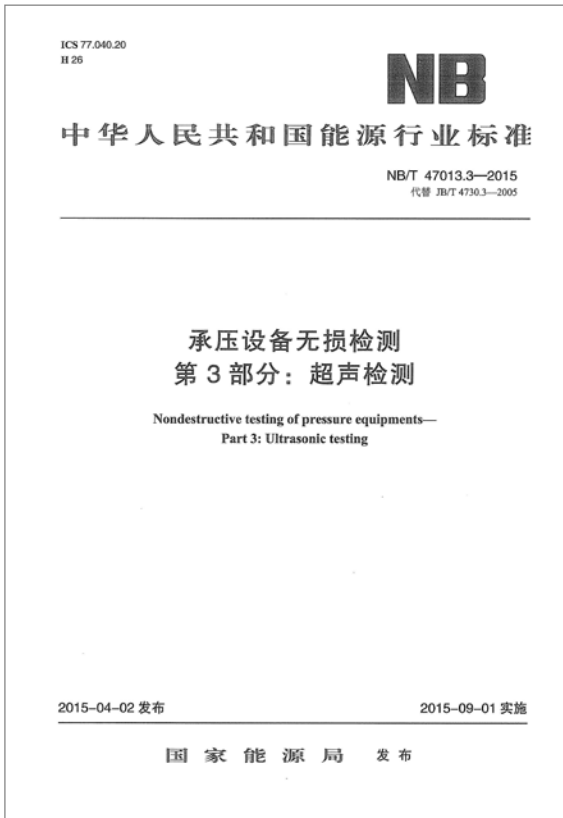 ICS 77.040.20
H 26
NB
中华人民共和国能源行业标准
NB/T 47013.3—2015
代替 JB/T 4730.3—2005
承压设备无损检测
第 3 部分：超声检测
Nondestructive testing of pressure equipments—
Part 3: Ultrasonic testing
2015-04-02 发布
2015-09-01 实施
国家能源局 发布